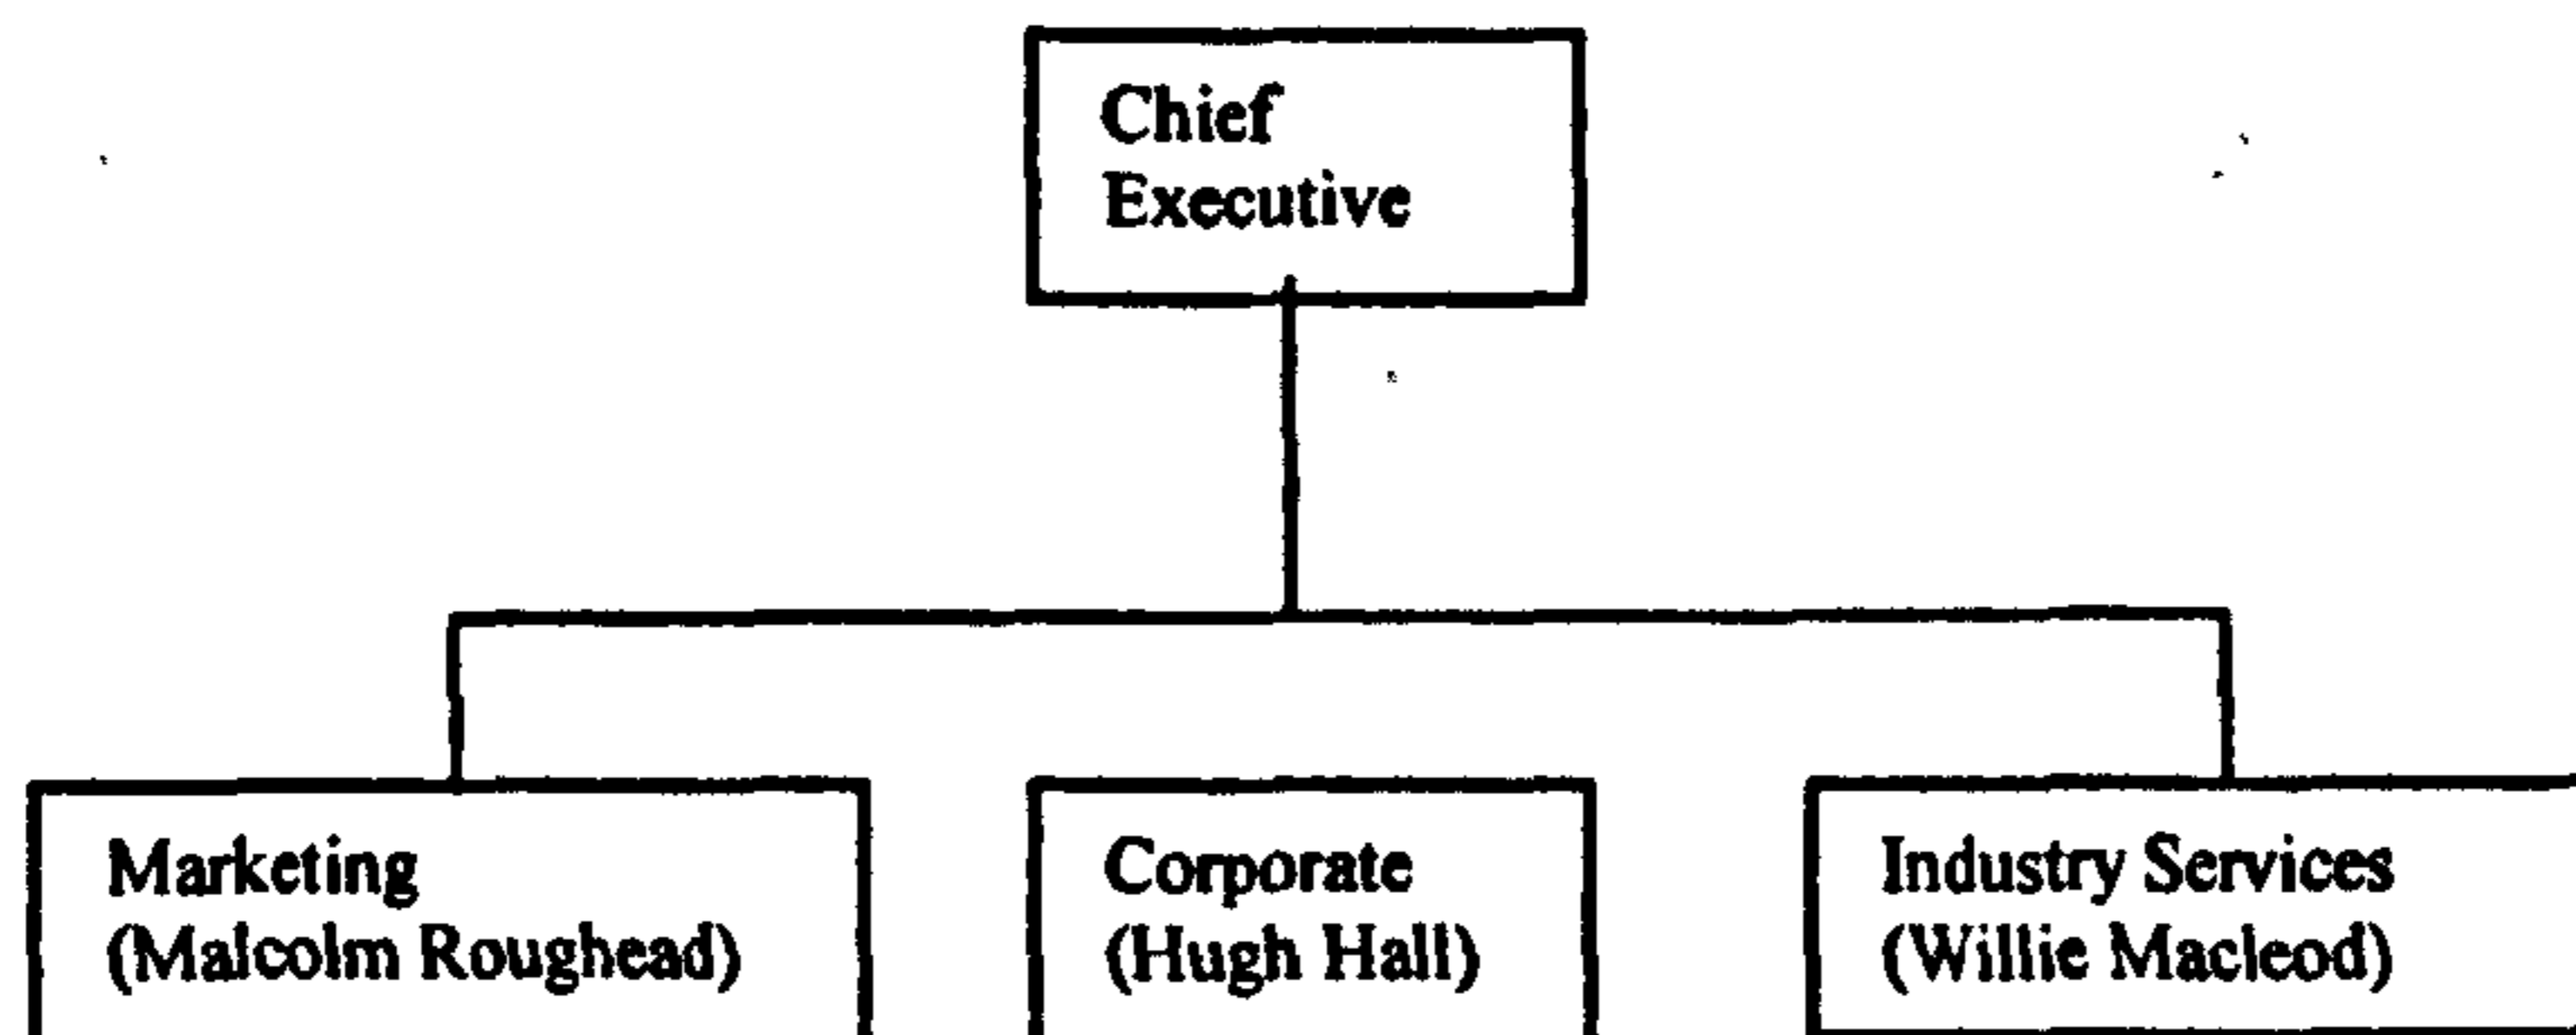 Chief
Executive
Marketing
(Malcolm Roughead)
Corporate
(Hugh Hall)
Industry Services
(Willie Macleod)